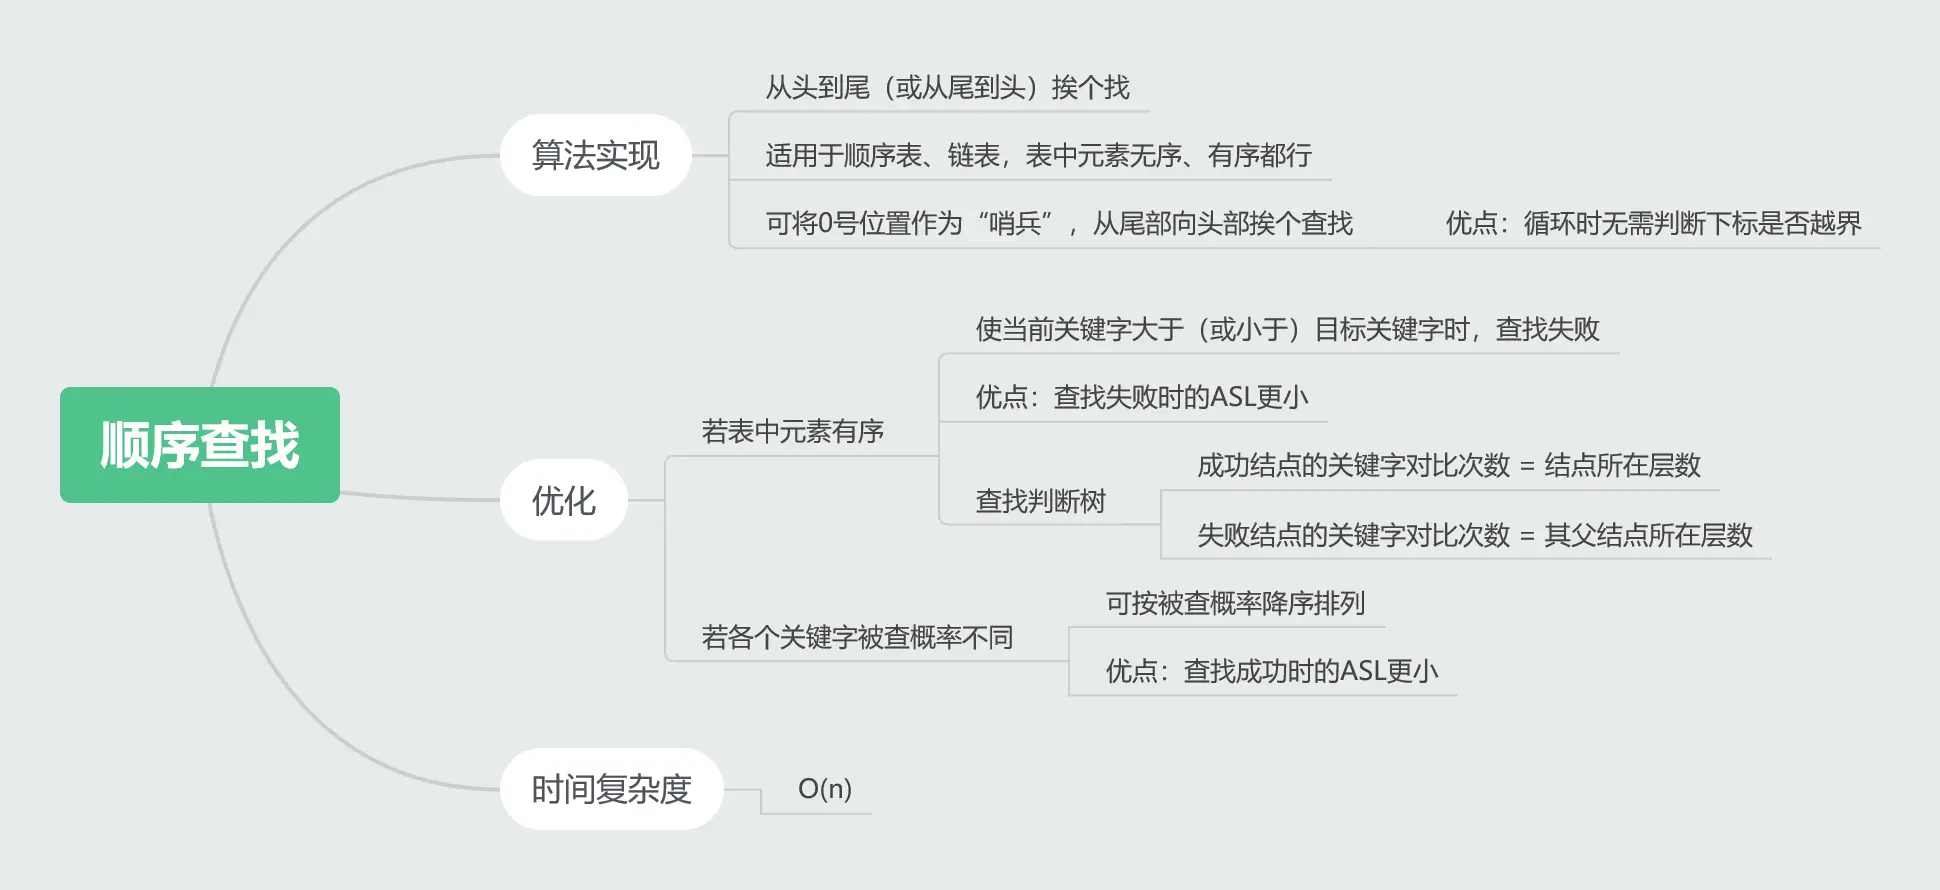 顺序查找
算法实现
从头到尾（或从尾到头）挨个找
适用于顺序表、链表，表中元素无序、有序都行
可将0号位置作为“哨兵”，从尾部向头部挨个查找
优点：循环时无需判断下标是否越界
优化
若表中元素有序
使当前关键字大于（或小于）目标关键字时，查找失败
优点：查找失败时的ASL更小
查找判断树
成功结点的关键字对比次数 = 结点所在层数
失败结点的关键字对比次数 = 其父结点所在层数
若各个关键字被查概率不同
可按被查概率降序排列
优点：查找成功时的ASL更小
时间复杂度
O(n)